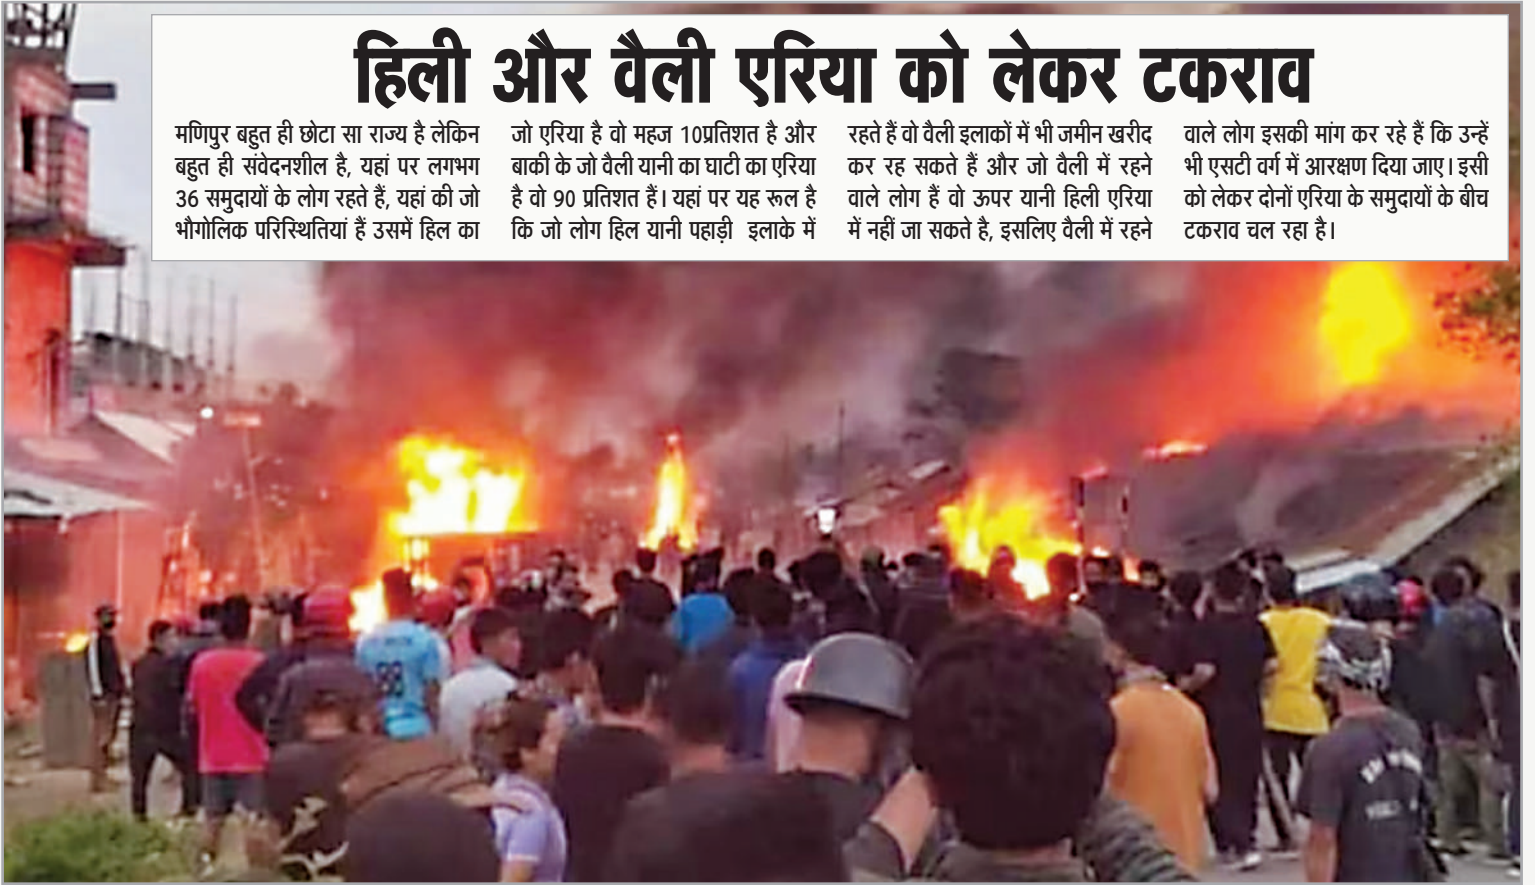 हिली और वैली एरिया को लेकर टकराव
मणिपुर बहुत ही छोटा सा राज्य है लेकिन
बहुत ही संवेदनशील है, यहां पर लगभग
36 समुदायों के लोग रहते हैं, यहां की जो
भौगोलिक परिस्थितियां हैं उसमें हिल का
जो एरिया है वो महज 10प्रतिशत है और
बाकी के जो वैली यानी का घाटी का एरिया
है वो 90 प्रतिशत हैं। यहां पर यह रूल है
कि जो लोग हिल यानी पहाड़ी इलाके में
रहते हैं वो वैली इलाकों में भी जमीन खरीद
कर रह सकते हैं और जो वैली में रहने
वाले लोग हैं वो ऊपर यानी हिली एरिया
में नहीं जा सकते है, इसलिए वैली में रहने
वाले लोग इसकी मांग कर रहे हैं कि उन्हें
भी एसटी वर्ग में आरक्षण दिया जाए। इसी
को लेकर दोनों एरिया के समुदायों के बीच
टकराव चल रहा है।